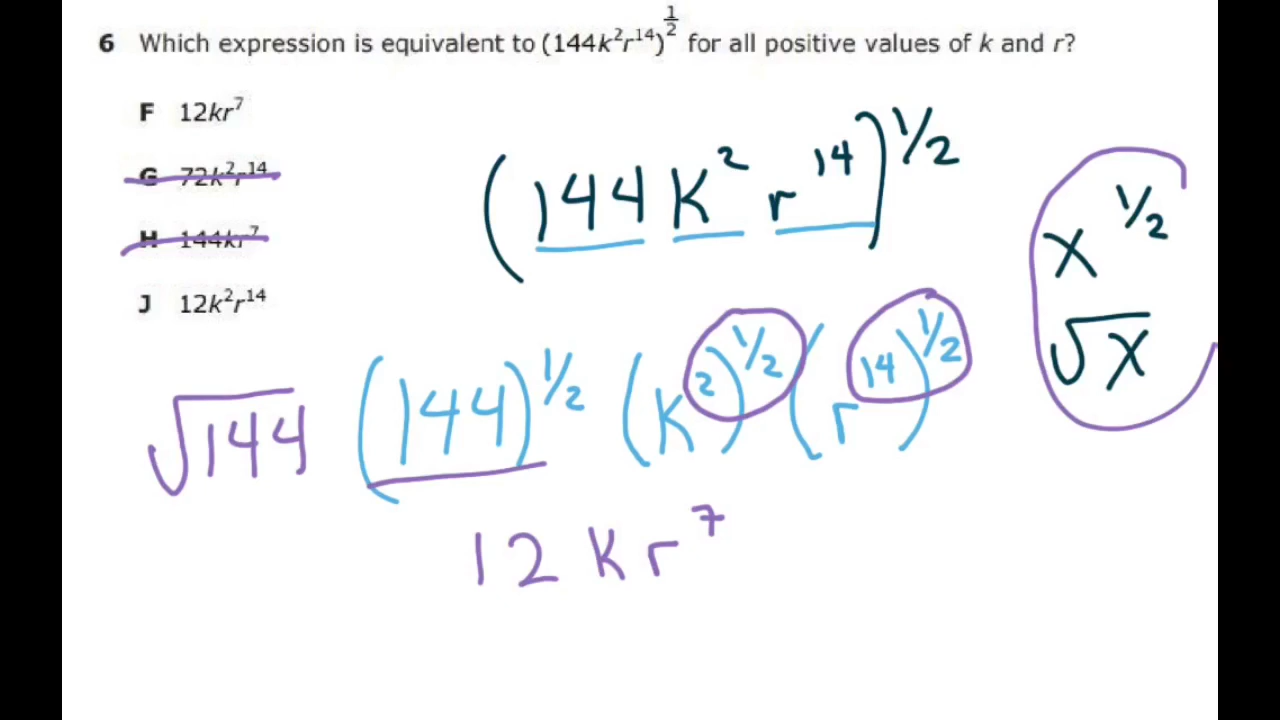 6 Which expression is equivalent to (144k²r¹⁴)^½ for all positive values of k and r?
F 12kr⁷
G 72k²r¹⁴
H 144kr⁷
J 12k²r¹⁴
(144 k² r¹⁴)^1/2
x^1/2
√x
√144 (144)^1/2 (k²)^1/2 (r¹⁴)^1/2
12 k r⁷